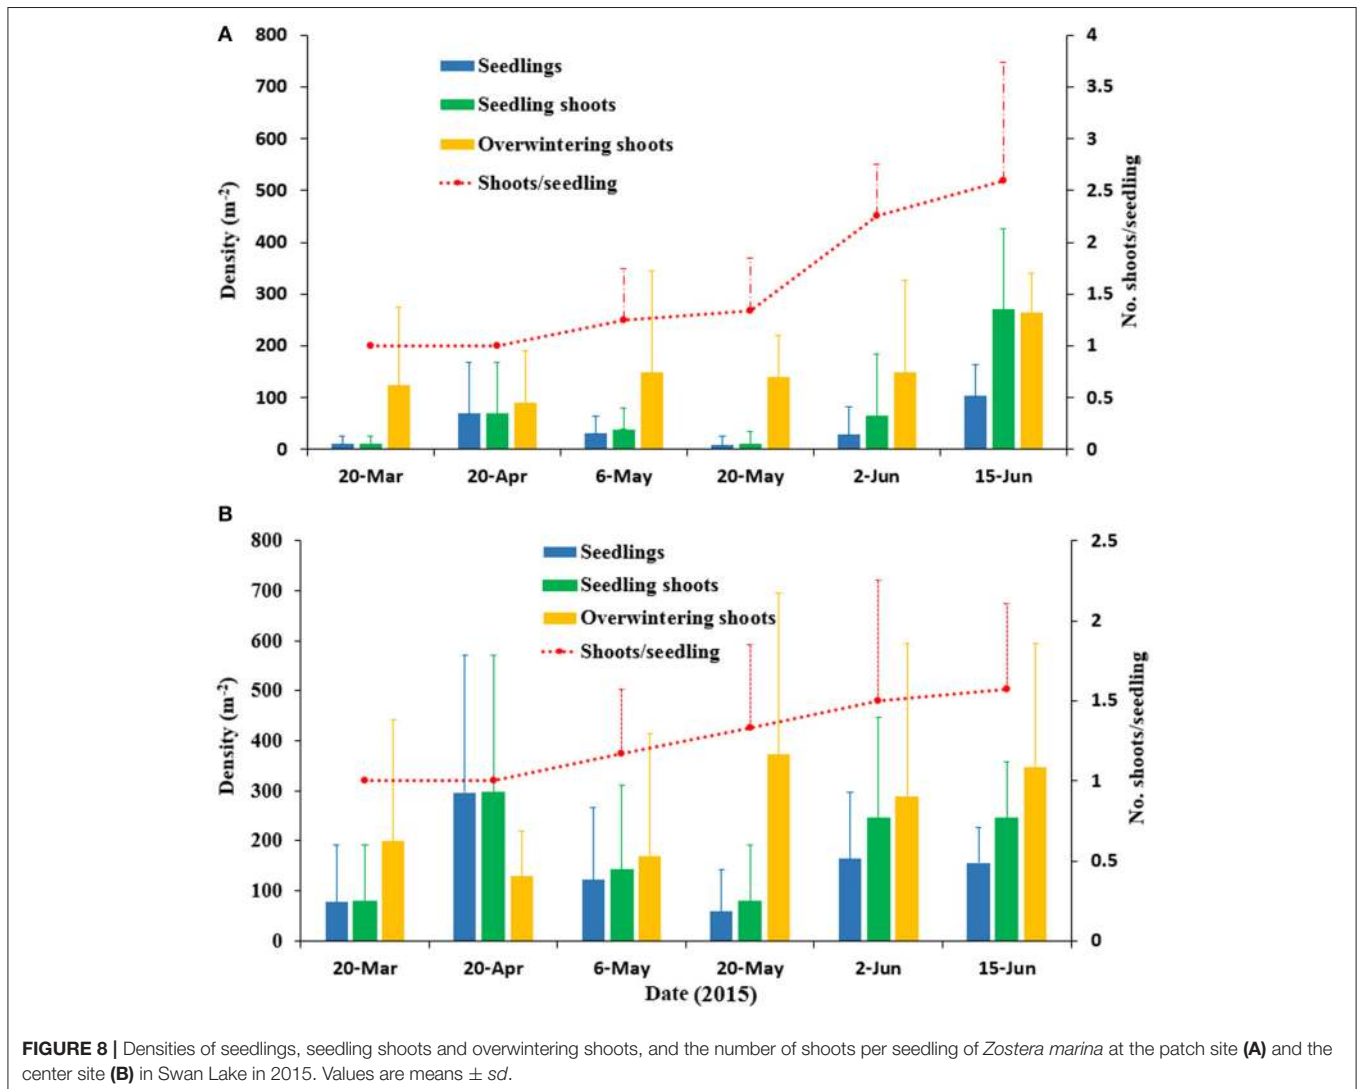 A
800
700
600
500
400
300
200
100
0
Density (m⁻²)
Seedlings
Seedling shoots
Overwintering shoots
Shoots/seedling
4
3.5
3
2.5
2
1.5
1
0.5
0
No. shoots/seedling
20-Mar 20-Apr 6-May 20-May 2-Jun 15-Jun
B
800
700
600
500
400
300
200
100
0
Density (m⁻²)
Seedlings
Seedling shoots
Overwintering shoots
Shoots/seedling
2.5
2
1.5
1
0.5
0
No. shoots/seedling
20-Mar 20-Apr 6-May 20-May 2-Jun 15-Jun
Date (2015)
FIGURE 8 | Densities of seedlings, seedling shoots and overwintering shoots, and the number of shoots per seedling of Zostera marina at the patch site (A) and the
center site (B) in Swan Lake in 2015. Values are means ± sd.